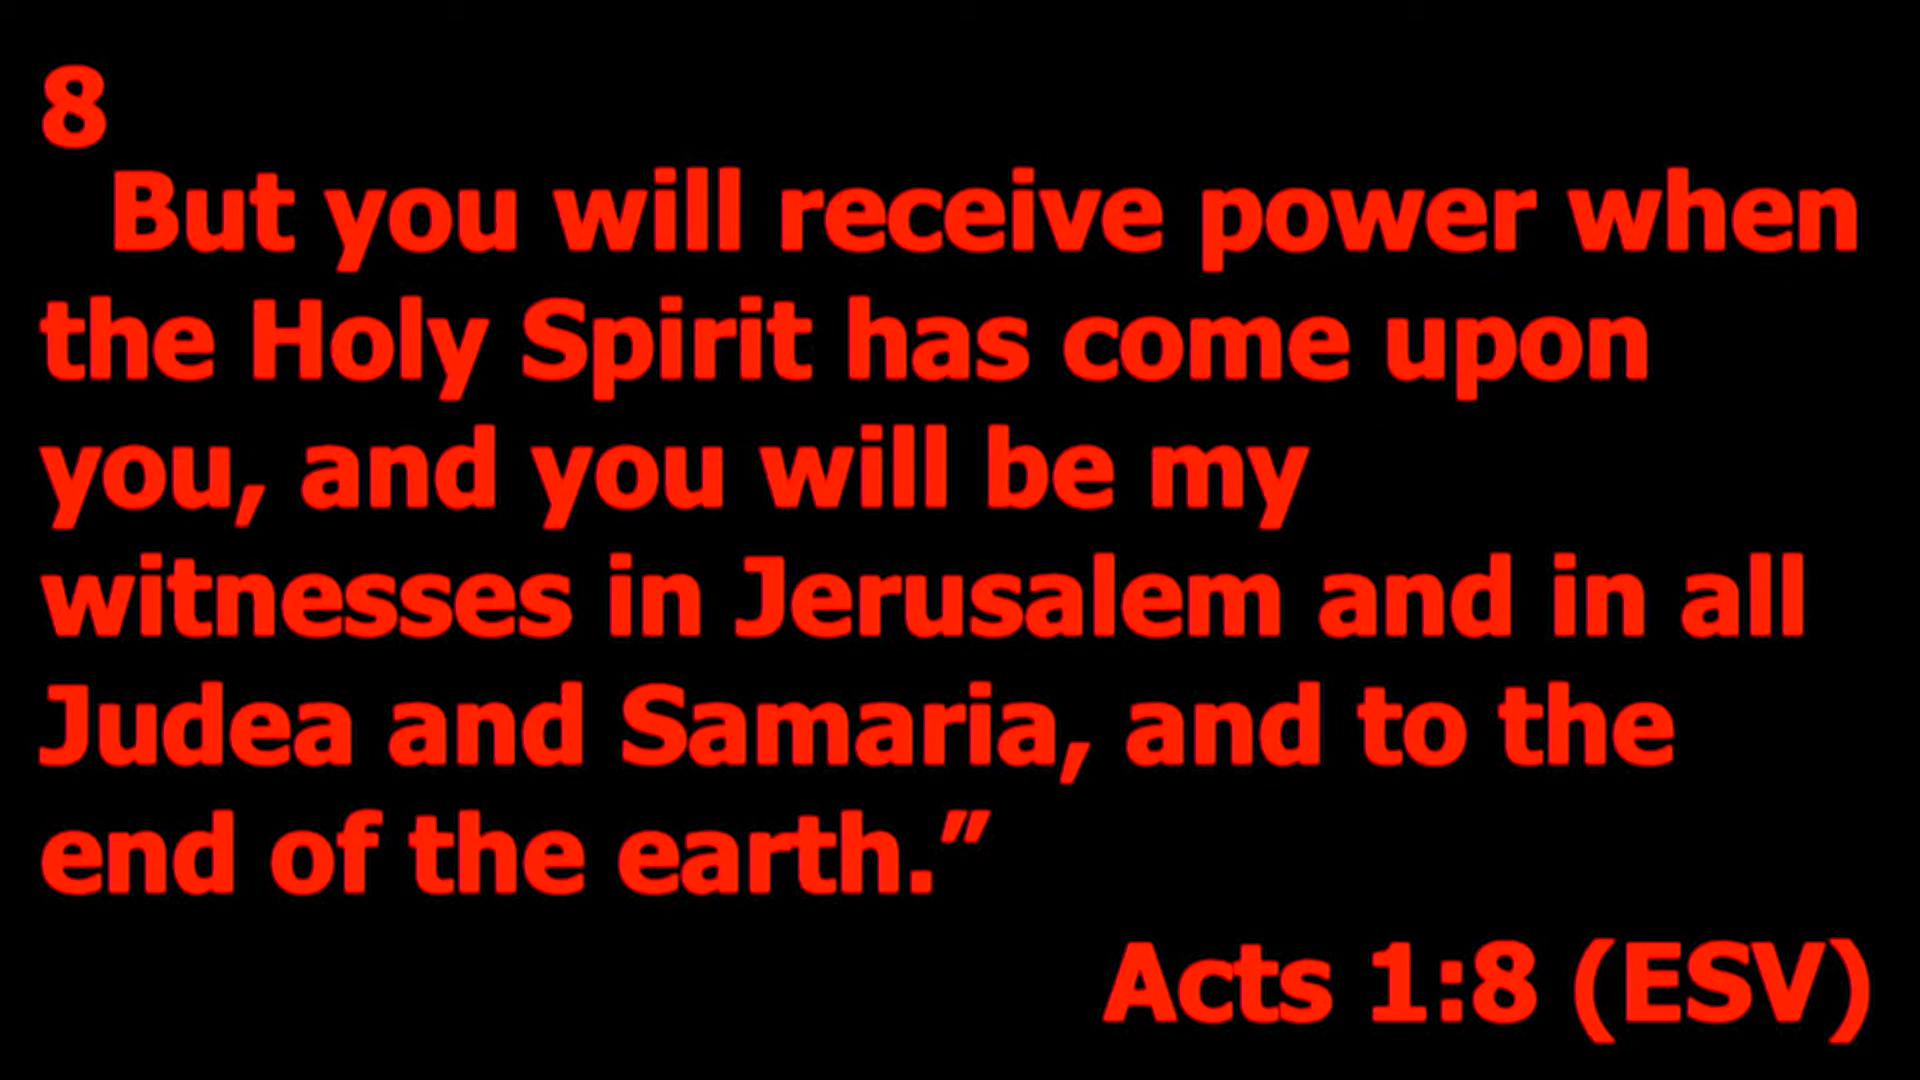 8
But you will receive power when
the Holy Spirit has come upon
you, and you will be my
witnesses in Jerusalem and in all
Judea and Samaria, and to the
end of the earth.”
Acts 1:8 (ESV)